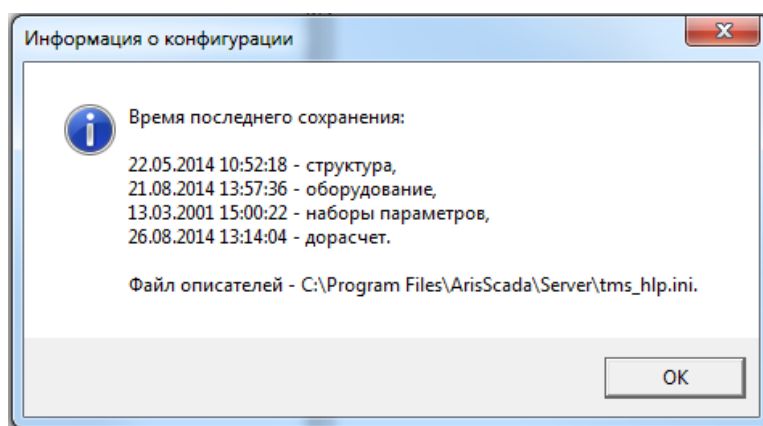 Информация о конфигурации
Время последнего сохранения:
22.05.2014 10:52:18 - структура,
21.08.2014 13:57:36 - оборудование,
13.03.2001 15:00:22 - наборы параметров,
26.08.2014 13:14:04 - дорасчет.
Файл описателей - C:\Program Files\ArisScada\Server\tms_hlp.ini.
OK